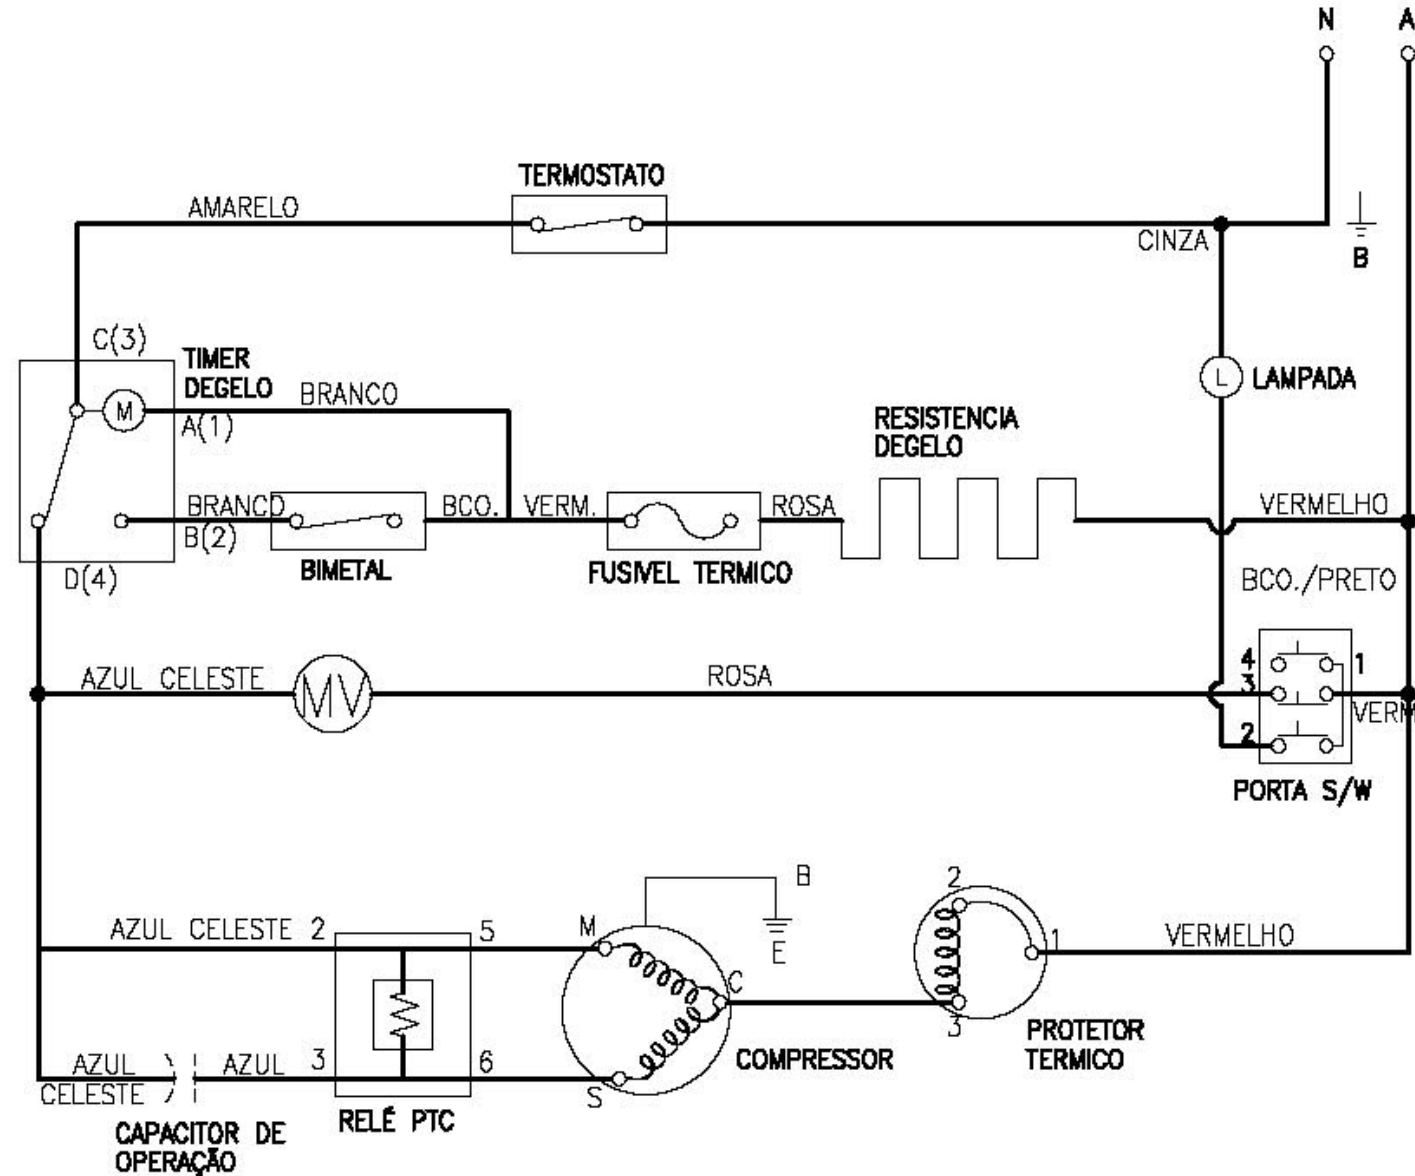 N
A
TERMOSTATO
AMARELO
CINZA
B
C(3)
TIMER
DEGELO
BRANCO
M
A(1)
L
LAMPADA
RESISTENCIA
DEGELO
BRANCO
BCO.
VERM.
ROSA
VERMELHO
B(2)
BIMETAL
FUSIVEL TERMICO
D(4)
BCO./PRETO
4
1
AZUL CELESTE
MV
ROSA
3
VERM
2
PORTA S/W
B
2
AZUL CELESTE
2
5
M
E
1
VERMELHO
C
3
PROTETOR
TERMICO
COMPRESSOR
AZUL
CELESTE
AZUL
3
6
S
RELÉ PTC
CAPACITOR DE
OPERAÇÃO